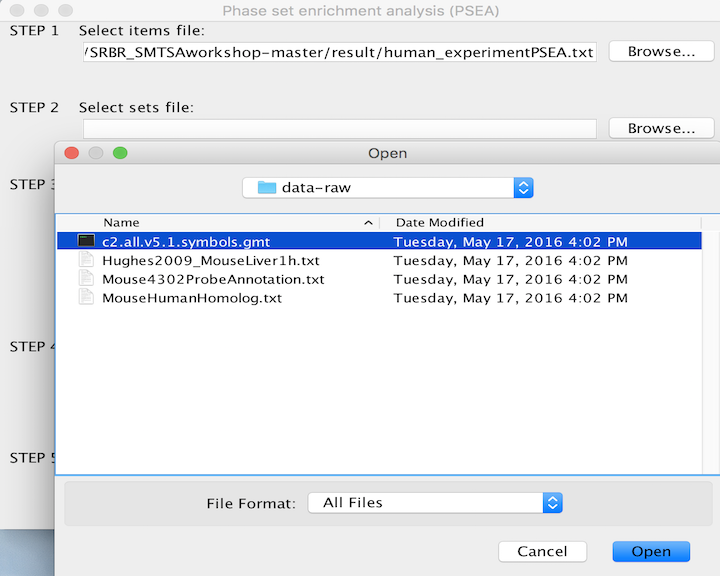 Phase set enrichment analysis (PSEA)
STEP 1 Select items file:
/SRBR_SMTSAworkshop-master/result/human_experimentPSEA.txt Browse...
STEP 2 Select sets file:
Browse...
Open
STEP 3
data-raw
Name Date Modified
c2.all.v5.1.symbols.gmt Tuesday, May 17, 2016 4:02 PM
Hughes2009_MouseLiver1h.txt Tuesday, May 17, 2016 4:02 PM
Mouse4302ProbeAnnotation.txt Tuesday, May 17, 2016 4:02 PM
MouseHumanHomolog.txt Tuesday, May 17, 2016 4:02 PM
STEP 4
STEP 5
File Format: All Files
Cancel Open